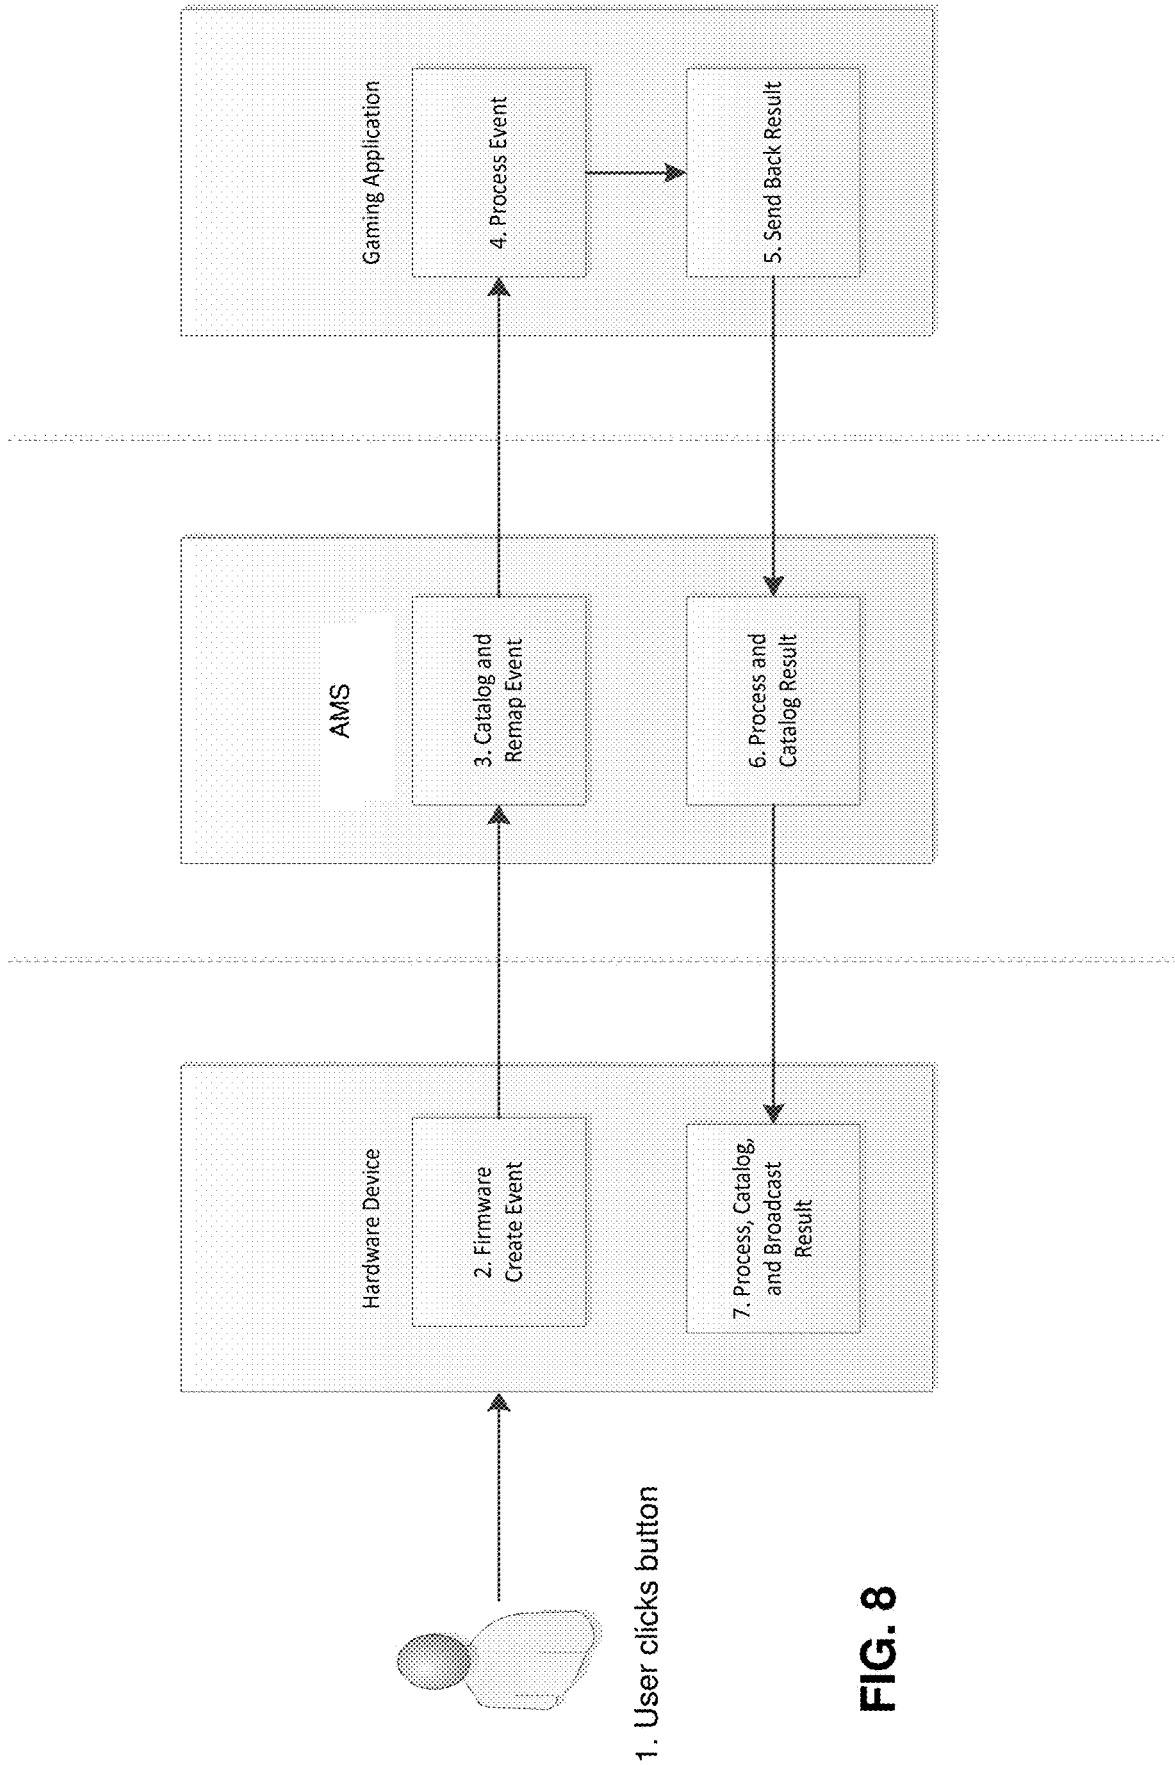 1. User clicks button
Hardware Device
2. Firmware
Create Event
7. Process, Catalog,
and Broadcast
Result
AMS
3. Catalog and
Remap Event
6. Process and
Catalog Result
Gaming Application
4. Process Event
5. Send Back Result
FIG. 8